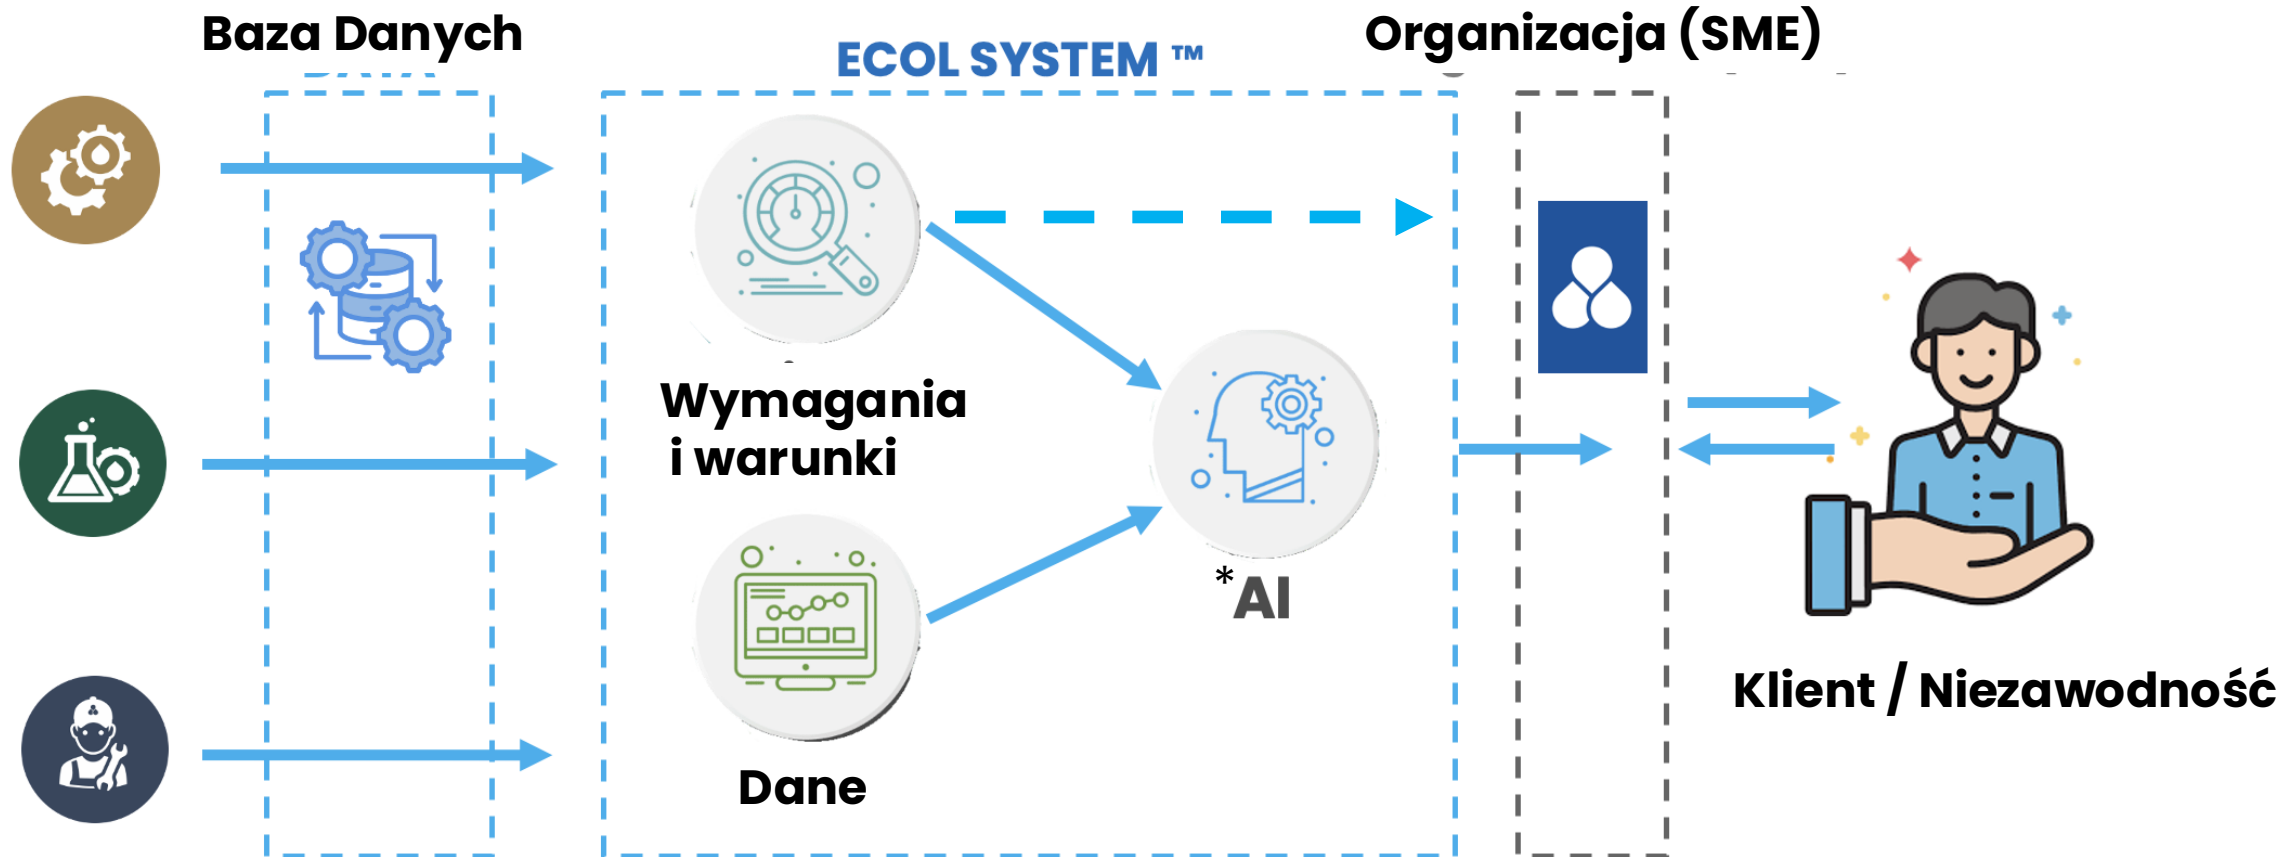 Baza Danych
ECOL SYSTEM ™
Organizacja (SME)
Wymagania
i warunki
*AI
Dane
Klient / Niezawodność